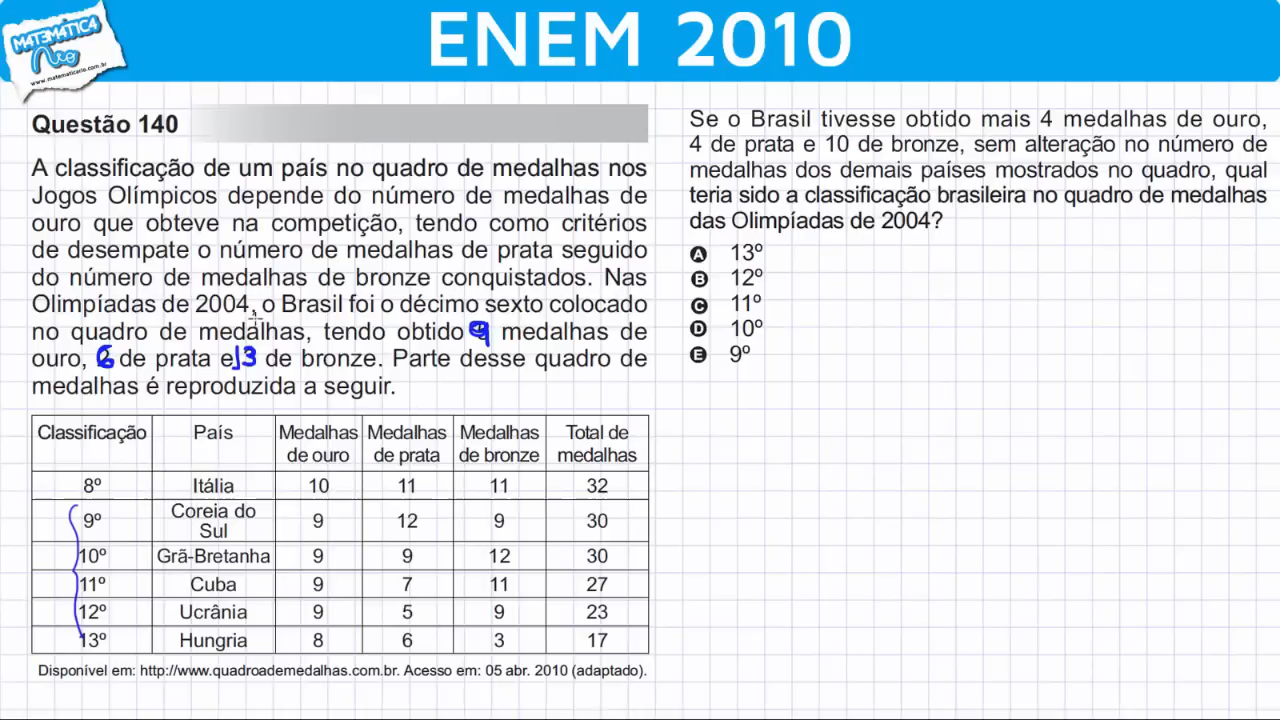 ENEM 2010
MATEMÁTICA
Rio
www.matematicario.com.br
Questão 140
A classificação de um país no quadro de medalhas nos
Jogos Olímpicos depende do número de medalhas de
ouro que obteve na competição, tendo como critérios
de desempate o número de medalhas de prata seguido
do número de medalhas de bronze conquistados. Nas
Olimpíadas de 2004, o Brasil foi o décimo sexto colocado
no quadro de medalhas, tendo obtido 9 medalhas de
ouro, 6 de prata e 13 de bronze. Parte desse quadro de
medalhas é reproduzida a seguir.
Classificação País Medalhas de ouro Medalhas de prata Medalhas de bronze Total de medalhas
8º Itália 10 11 11 32
9º Coreia do Sul 9 12 9 30
10º Grã-Bretanha 9 9 12 30
11º Cuba 9 7 11 27
12º Ucrânia 9 5 9 23
13º Hungria 8 6 3 17
Disponível em: http://www.quadroademedalhas.com.br. Acesso em: 05 abr. 2010 (adaptado).
Se o Brasil tivesse obtido mais 4 medalhas de ouro,
4 de prata e 10 de bronze, sem alteração no número de
medalhas dos demais países mostrados no quadro, qual
teria sido a classificação brasileira no quadro de medalhas
das Olimpíadas de 2004?
A 13º
B 12º
C 11º
D 10º
E 9º